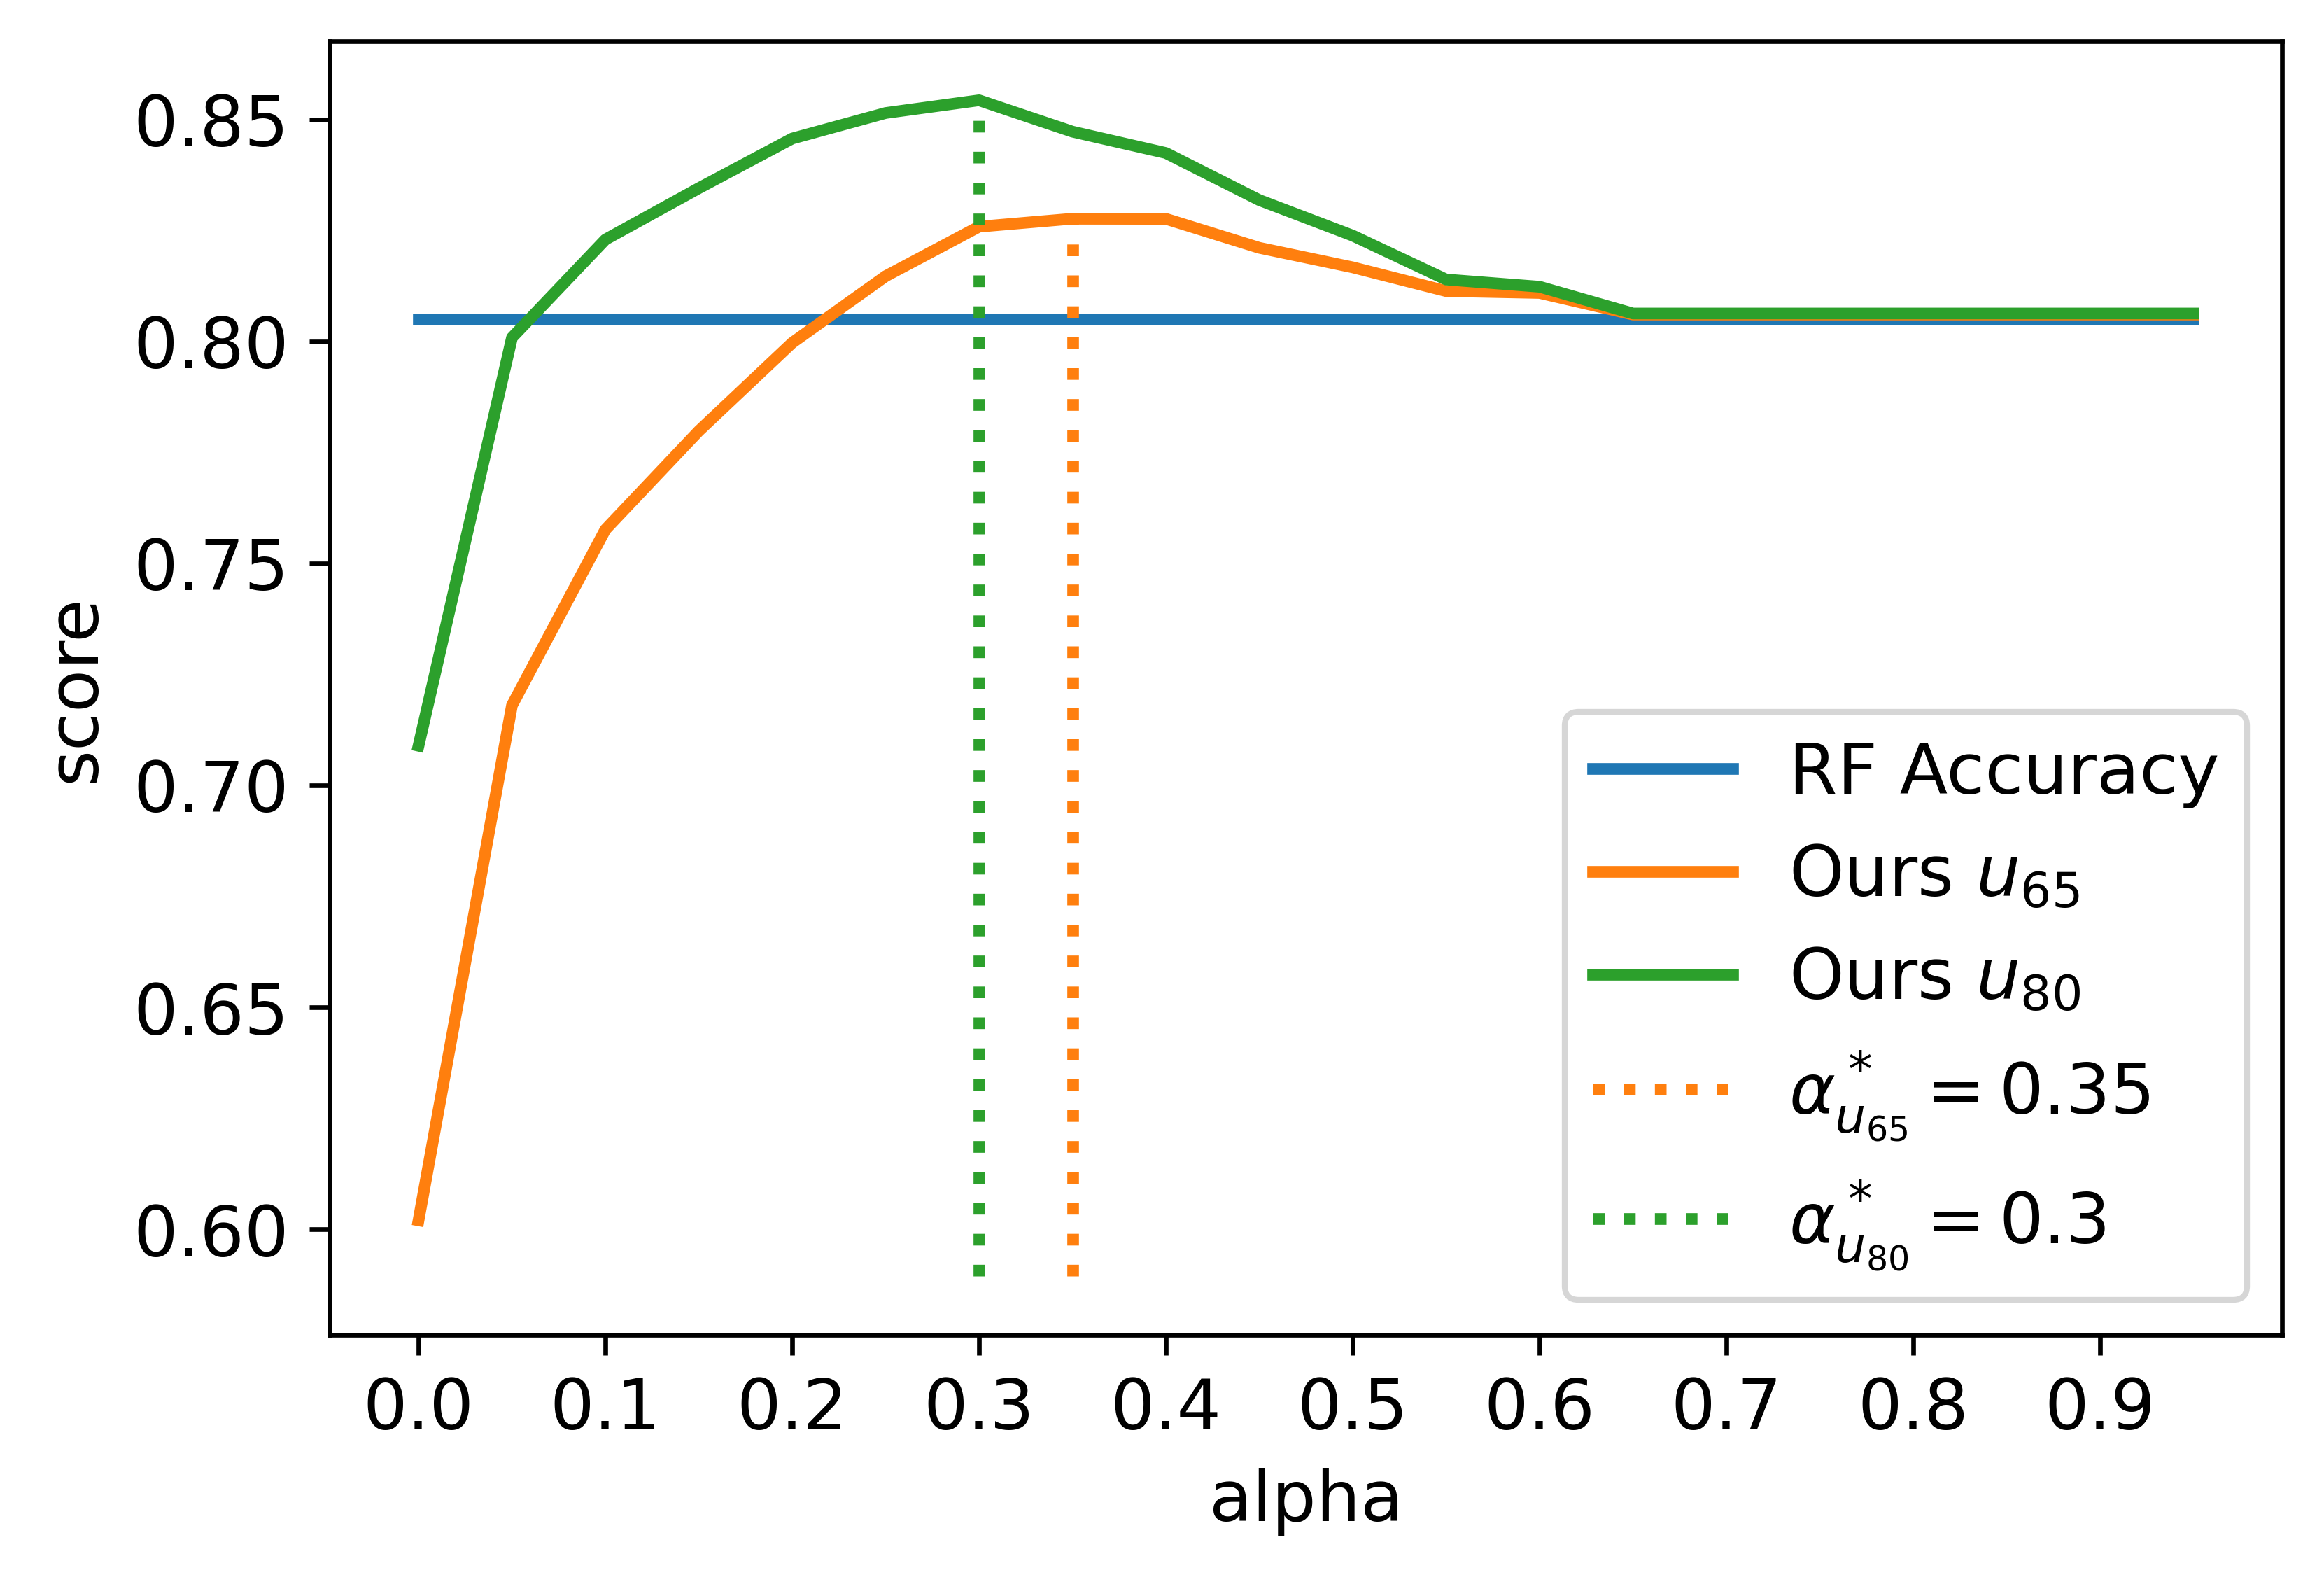 0.85
0.80
0.75
0.70
0.65
0.60
score
0.0 0.1 0.2 0.3 0.4 0.5 0.6 0.7 0.8 0.9
alpha
RF Accuracy
Ours u₆₅
Ours u₈₀
α*_{u₆₅} = 0.35
α*_{u₈₀} = 0.3